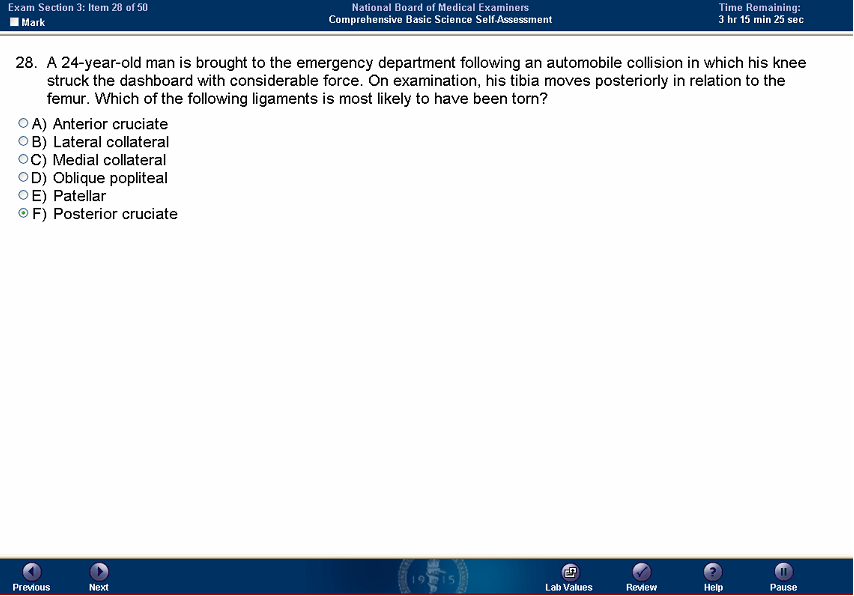 Exam Section 3: Item 28 of 50
National Board of Medical Examiners
Time Remaining:
Mark
Comprehensive Basic Science Self-Assessment
3 hr 15 min 25 sec
28. A 24-year-old man is brought to the emergency department following an automobile collision in which his knee
struck the dashboard with considerable force. On examination, his tibia moves posteriorly in relation to the
femur. Which of the following ligaments is most likely to have been torn?
A) Anterior cruciate
B) Lateral collateral
C) Medial collateral
D) Oblique popliteal
E) Patellar
F) Posterior cruciate
1915
Previous
Next
Lab Values
Review
Help
Pause